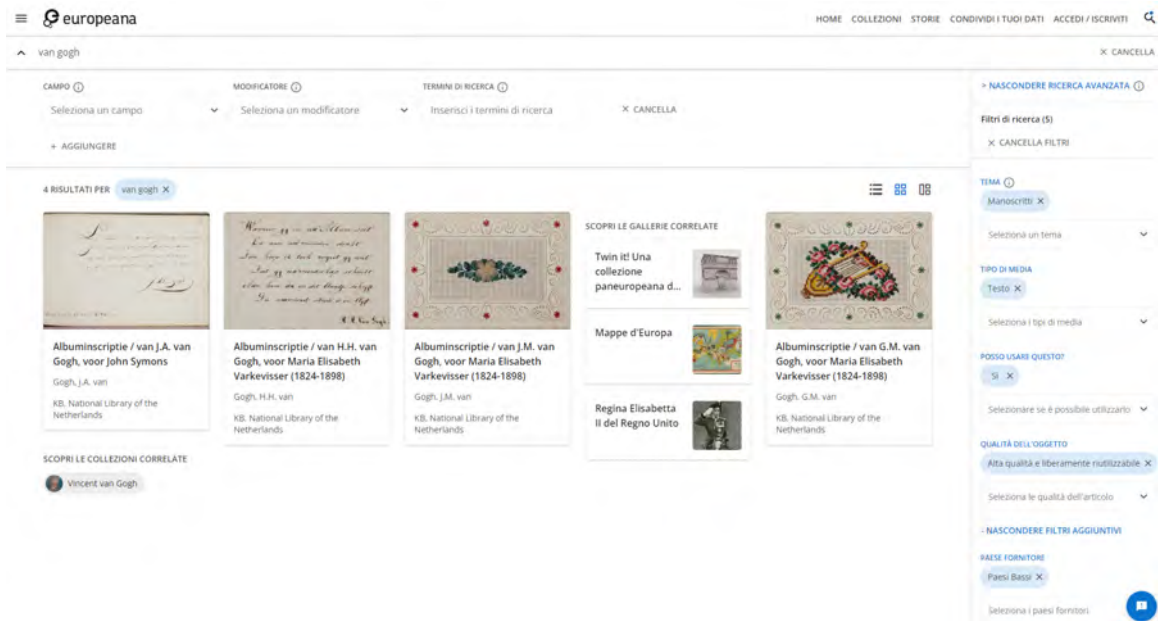 europeana
HOME COLLEZIONI STORIE CONDIVIDI I TUOI DATI ACCEDI / ISCRIVITI
van gogh
× CANCELLA
CAMPO
MODIFICATORE
TERMINI DI RICERCA
Seleziona un campo
Seleziona un modificatore
Inserisci i termini di ricerca
× CANCELLA
+ AGGIUNGERE
4 RISULTATI PER van gogh ×
Albuminscriptie / van J.A. van
Gogh, voor John Symons
Gogh, J.A. van
KB, National Library of the
Netherlands
H. H. Van Gogh
Albuminscriptie / van H.H. van
Gogh, voor Maria Elisabeth
Varkevisser (1824-1898)
Gogh, H.H. van
KB, National Library of the
Netherlands
Albuminscriptie / van J.M. van
Gogh, voor Maria Elisabeth
Varkevisser (1824-1898)
Gogh, J.M. van
KB, National Library of the
Netherlands
SCOPRI LE GALLERIE CORRELATE
Twin it! Una
collezione
paneuropeana d...
Mappe d'Europa
Regina Elisabetta
II del Regno Unito
Albuminscriptie / van G.M. van
Gogh, voor Maria Elisabeth
Varkevisser (1824-1898)
Gogh, G.M. van
KB, National Library of the
Netherlands
SCOPRI LE COLLEZIONI CORRELATE
Vincent van Gogh
> NASCONDERE RICERCA AVANZATA
Filtri di ricerca (5)
× CANCELLA FILTRI
TEMA
Manoscritti ×
Seleziona un tema
TIPO DI MEDIA
Testo ×
Seleziona i tipi di media
POSSO USARE QUESTO?
Sì ×
Selezionare se è possibile utilizzarlo
QUALITÀ DELL'OGGETTO
Alta qualità e liberamente riutilizzabile ×
Seleziona le qualità dell'articolo
- NASCONDERE FILTRI AGGIUNTIVI
PAESE FORNITORE
Paesi Bassi ×
Seleziona i paesi fornitori